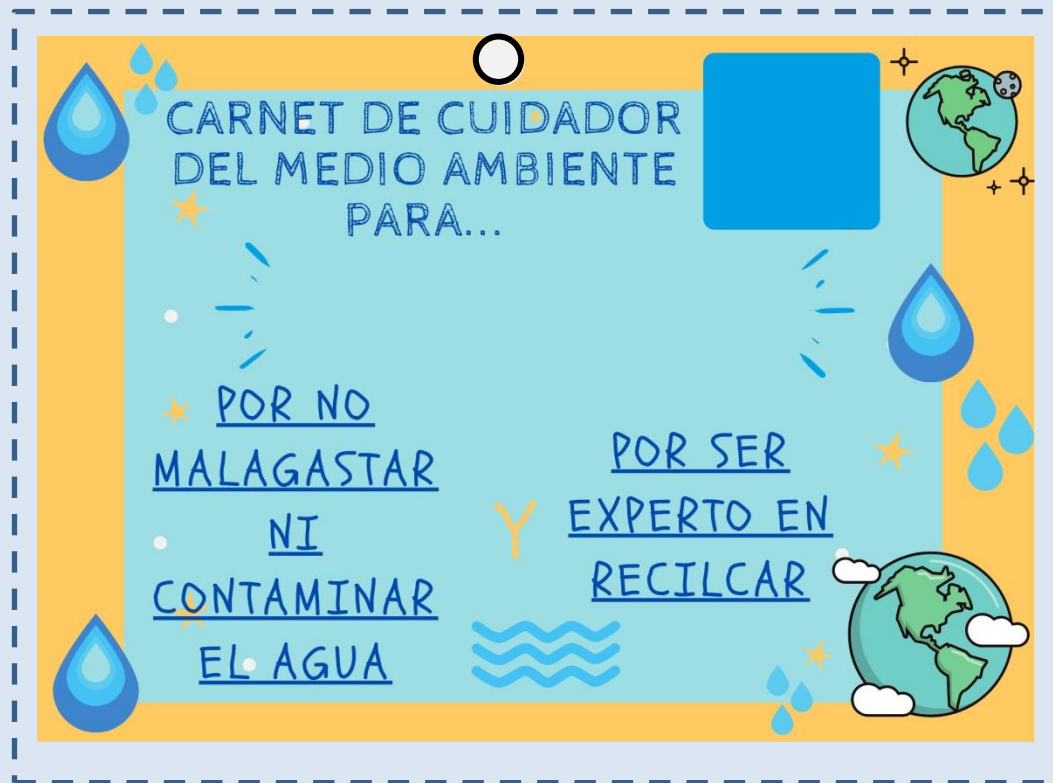 CARNET DE CUIDADOR
DEL MEDIO AMBIENTE
PARA...
POR NO
MALAGASTAR
NI
CONTAMINAR
EL AGUA
Y
POR SER
EXPERTO EN
RECILCAR